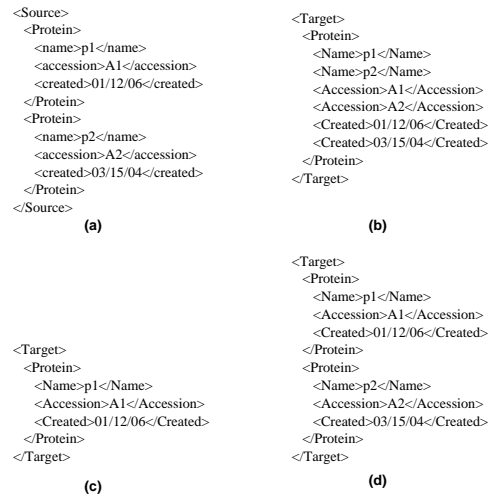 <Source>
<Protein>
<name>p1</name>
<accession>A1</accession>
<created>01/12/06</created>
</Protein>
<Protein>
<name>p2</name>
<accession>A2</accession>
<created>03/15/04</created>
</Protein>
</Source>
(a)
<Target>
<Protein>
<Name>p1</Name>
<Name>p2</Name>
<Accession>A1</Accession>
<Accession>A2</Accession>
<Created>01/12/06</Created>
<Created>03/15/04</Created>
</Protein>
</Target>
(b)
<Target>
<Protein>
<Name>p1</Name>
<Accession>A1</Accession>
<Created>01/12/06</Created>
</Protein>
</Target>
(c)
<Target>
<Protein>
<Name>p1</Name>
<Accession>A1</Accession>
<Created>01/12/06</Created>
</Protein>
<Protein>
<Name>p2</Name>
<Accession>A2</Accession>
<Created>03/15/04</Created>
</Protein>
</Target>
(d)